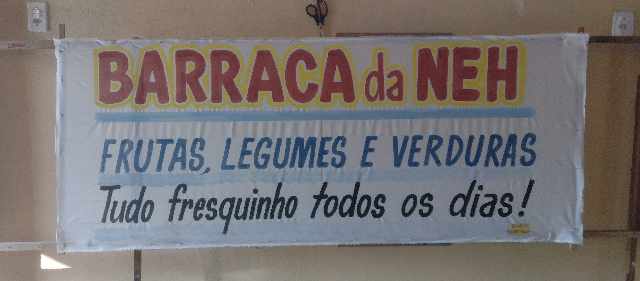 BARRACA da NEH
FRUTAS, LEGUMES E VERDURAS
Tudo fresquinho todos os dias!